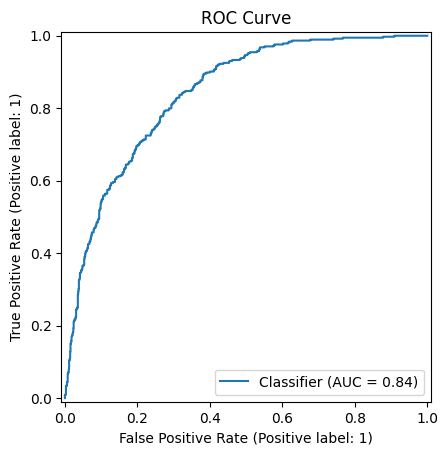 ROC Curve
True Positive Rate (Positive label: 1)
1.0
0.8
0.6
0.4
0.2
0.0
Classifier (AUC = 0.84)
0.0 0.2 0.4 0.6 0.8 1.0
False Positive Rate (Positive label: 1)